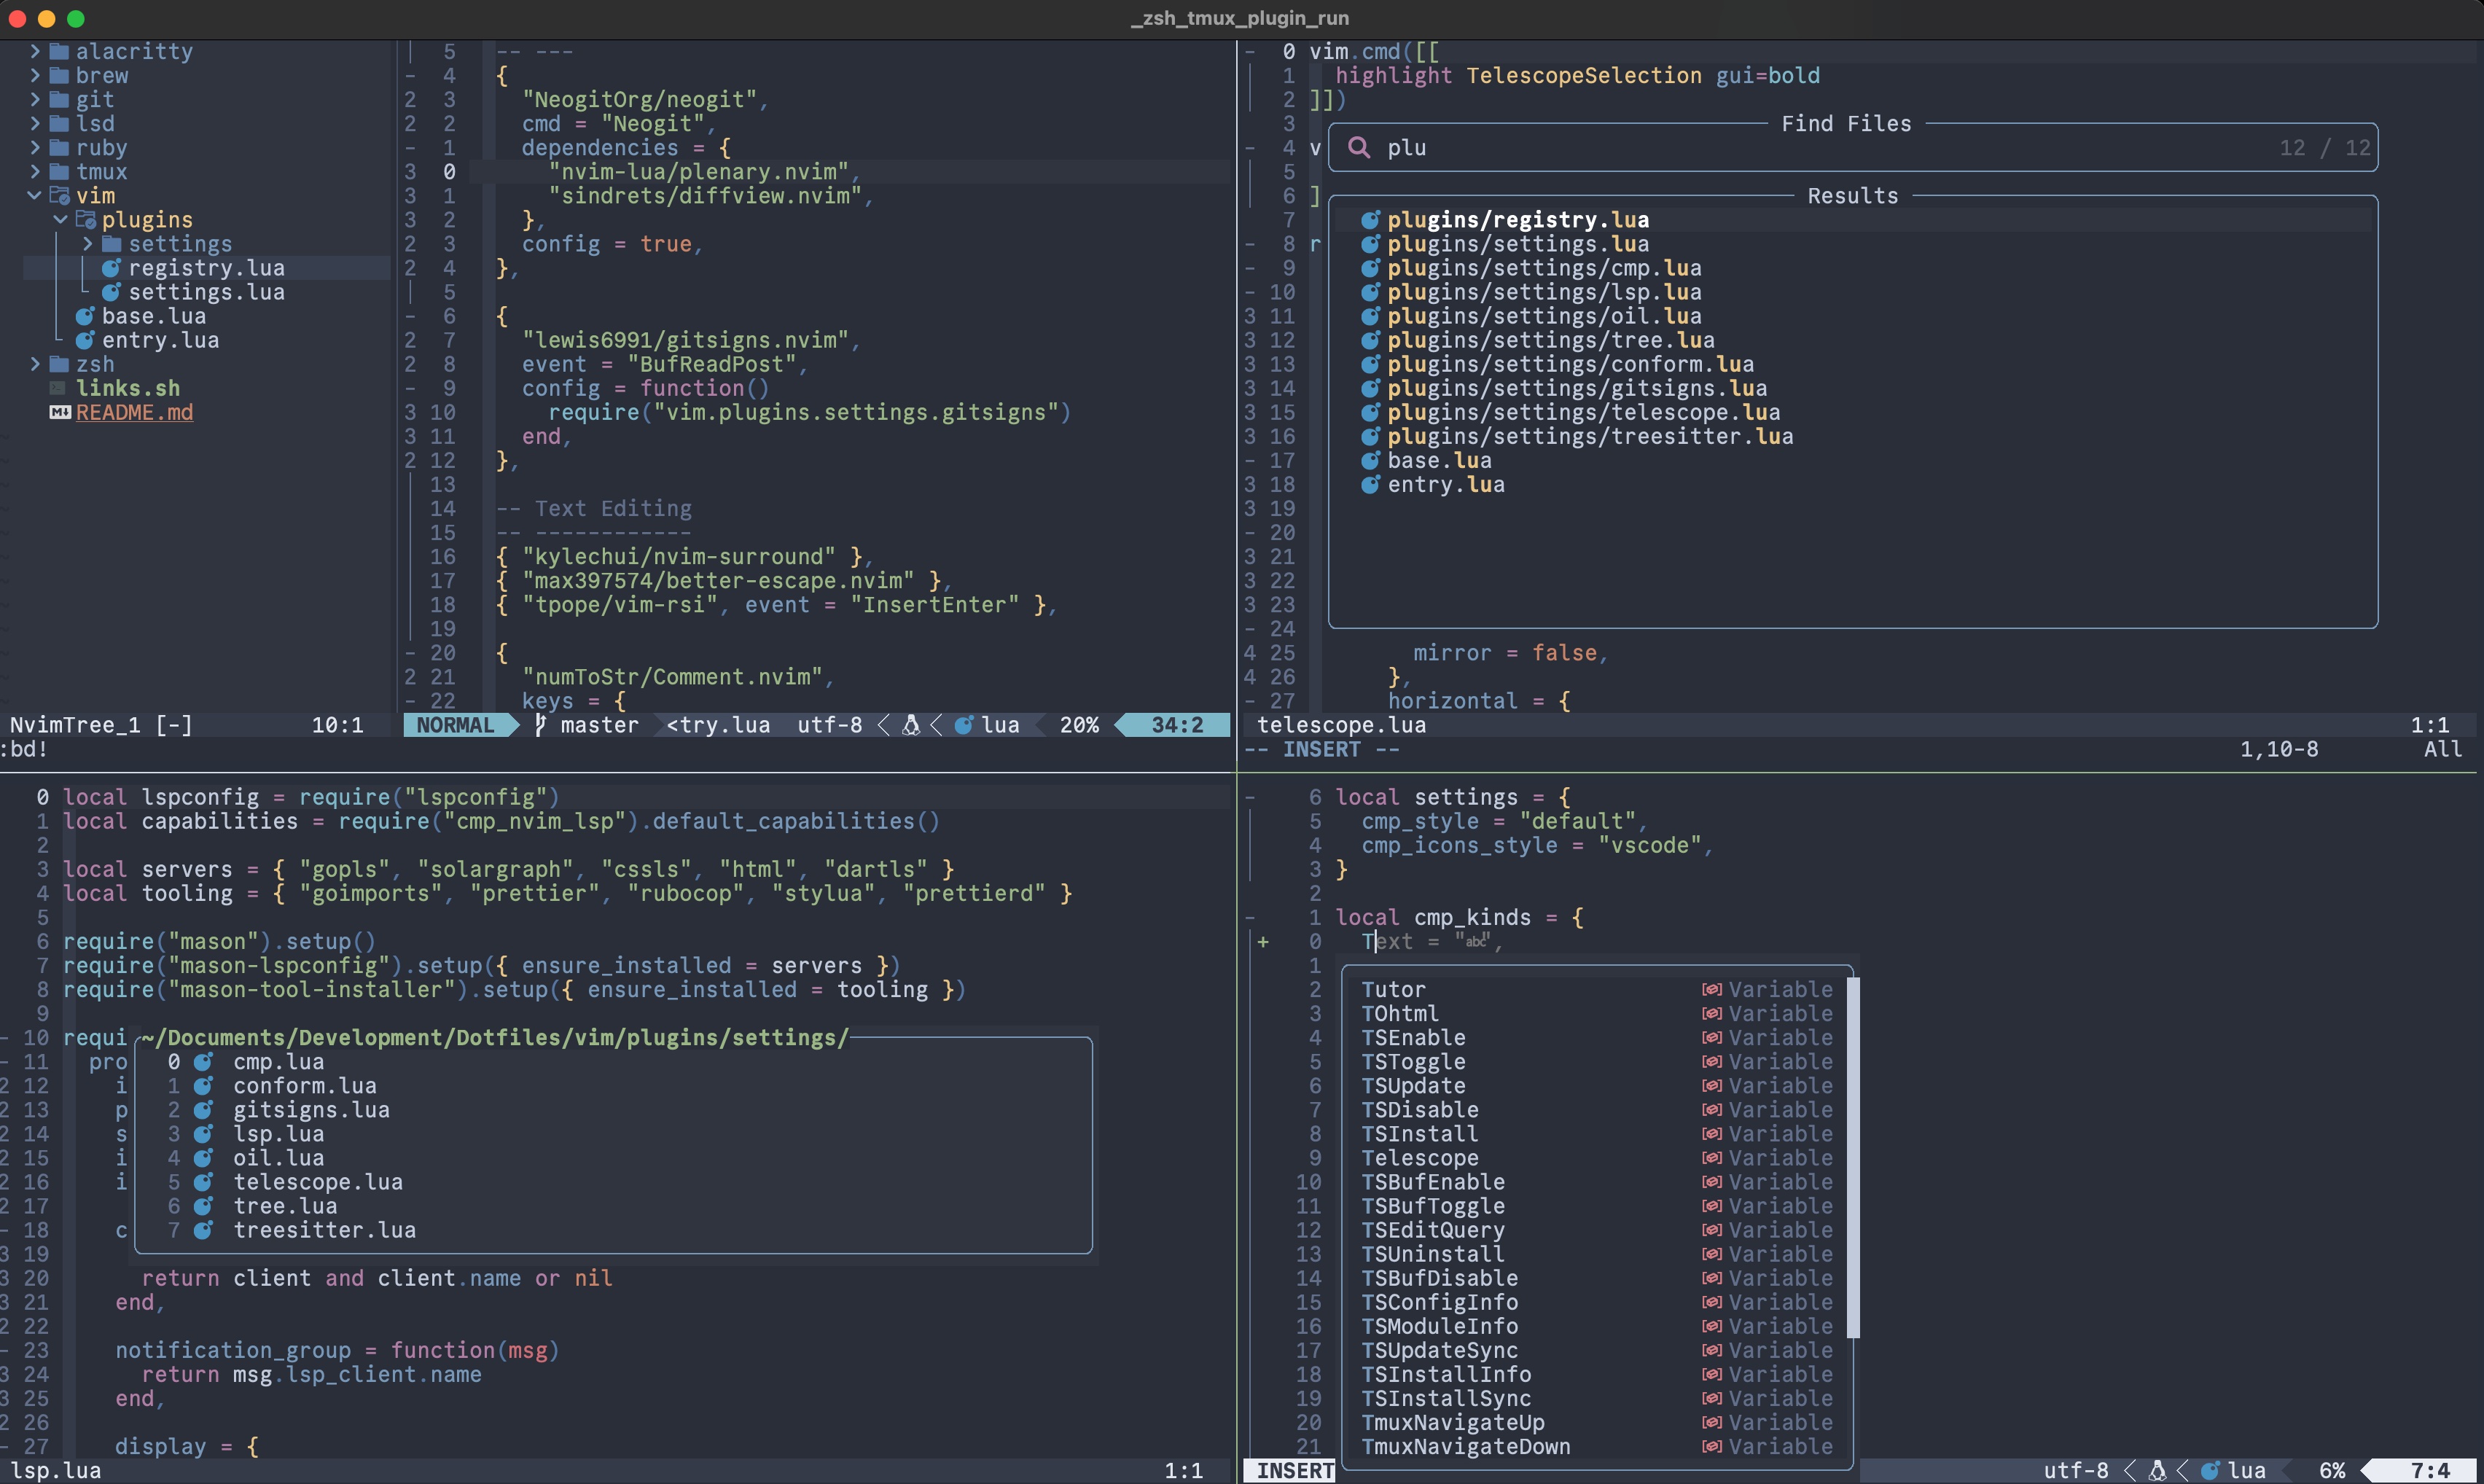 _zsh_tmux_plugin_run
alacritty
brew
git
lsd
ruby
tmux
vim
plugins
settings
registry.lua
settings.lua
base.lua
entry.lua
zsh
links.sh
README.md
NvimTree_1 [-] 10:1
:bd!
5 -- ---
- 4 {
2 3 "NeogitOrg/neogit",
2 2 cmd = "Neogit",
- 1 dependencies = {
3 0 "nvim-lua/plenary.nvim",
3 1 "sindrets/diffview.nvim",
3 2 },
2 3 config = true,
2 4 },
5
- 6 {
2 7 "lewis6991/gitsigns.nvim",
2 8 event = "BufReadPost",
- 9 config = function()
3 10 require("vim.plugins.settings.gitsigns")
3 11 end,
2 12 },
13
14 -- Text Editing
15 -- ------------
16 { "kylechui/nvim-surround" },
17 { "max397574/better-escape.nvim" },
18 { "tpope/vim-rsi", event = "InsertEnter" },
19
- 20 {
2 21 "numToStr/Comment.nvim",
- 22 keys = {
NORMAL master <try.lua utf-8 < < lua 20% 34:2
- 0 vim.cmd([[
1 highlight TelescopeSelection gui=bold
2 ]])
3 Find Files
- 4 v plu 12 / 12
5
6 ] Results
7 plugins/registry.lua
- 8 r plugins/settings.lua
- 9 plugins/settings/cmp.lua
- 10 plugins/settings/lsp.lua
3 11 plugins/settings/oil.lua
3 12 plugins/settings/tree.lua
3 13 plugins/settings/conform.lua
3 14 plugins/settings/gitsigns.lua
3 15 plugins/settings/telescope.lua
3 16 plugins/settings/treesitter.lua
- 17 base.lua
3 18 entry.lua
3 19
- 20
3 21
3 22
3 23
- 24
4 25 mirror = false,
4 26 },
- 27 horizontal = {
telescope.lua 1:1
-- INSERT -- 1,10-8 All
0 local lspconfig = require("lspconfig")
1 local capabilities = require("cmp_nvim_lsp").default_capabilities()
2
3 local servers = { "gopls", "solargraph", "cssls", "html", "dartls" }
4 local tooling = { "goimports", "prettier", "rubocop", "stylua", "prettierd" }
5
6 require("mason").setup()
7 require("mason-lspconfig").setup({ ensure_installed = servers })
8 require("mason-tool-installer").setup({ ensure_installed = tooling })
9
- 10 requi ~/Documents/Development/Dotfiles/vim/plugins/settings/
- 11 pro 0 cmp.lua
2 12 i 1 conform.lua
2 13 p 2 gitsigns.lua
2 14 s 3 lsp.lua
2 15 i 4 oil.lua
2 16 i 5 telescope.lua
2 17 6 tree.lua
- 18 c 7 treesitter.lua
3 19
3 20 return client and client.name or nil
3 21 end,
2 22
- 23 notification_group = function(msg)
3 24 return msg.lsp_client.name
3 25 end,
2 26
- 27 display = {
lsp.lua 1:1
- 6 local settings = {
5 cmp_style = "default",
4 cmp_icons_style = "vscode",
3 }
2
- 1 local cmp_kinds = {
+ 0 Text = "abc",
1
2 Tutor Variable
3 TOhtml Variable
4 TSEnable Variable
5 TSToggle Variable
6 TSUpdate Variable
7 TSDisable Variable
8 TSInstall Variable
9 Telescope Variable
10 TSBufEnable Variable
11 TSBufToggle Variable
12 TSEditQuery Variable
13 TSUninstall Variable
14 TSBufDisable Variable
15 TSConfigInfo Variable
16 TSModuleInfo Variable
17 TSUpdateSync Variable
18 TSInstallInfo Variable
19 TSInstallSync Variable
20 TmuxNavigateUp Variable
21 TmuxNavigateDown Variable
INSERT utf-8 < < lua 6% 7:4